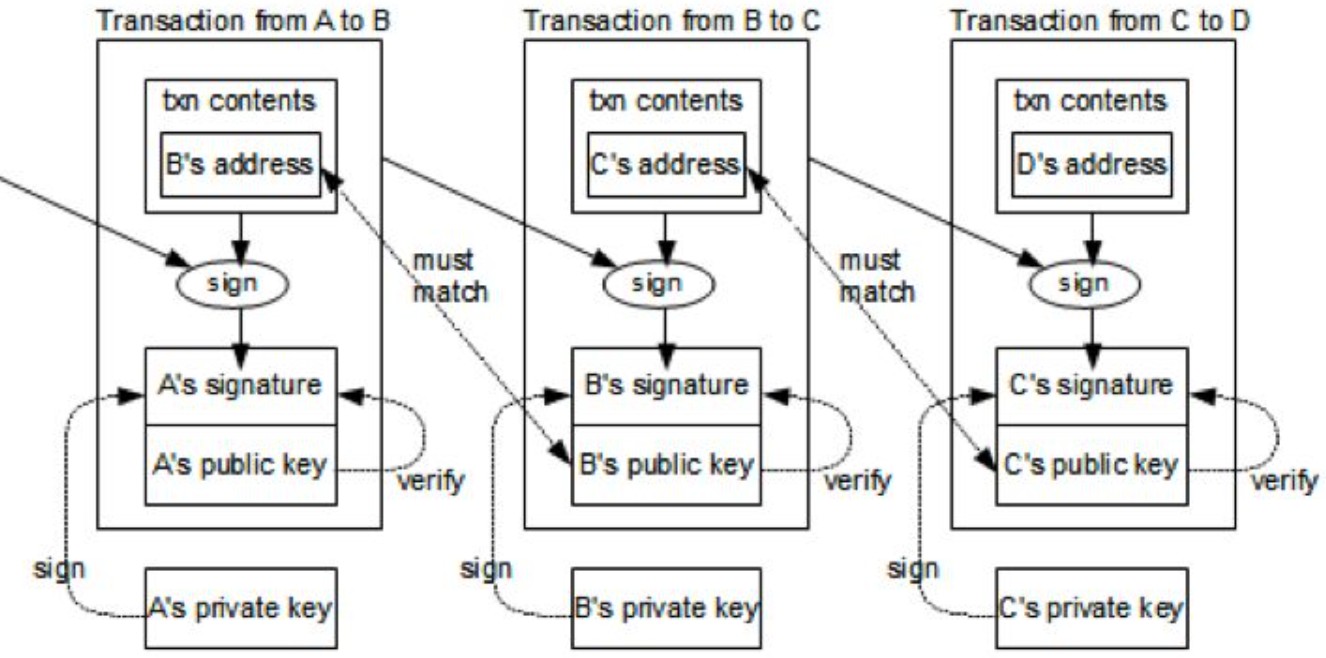 Transaction from A to B
txn contents
B's address
sign
A's signature
A's public key
verify
sign
A's private key
must
match
Transaction from B to C
txn contents
C's address
sign
B's signature
B's public key
verify
sign
B's private key
must
match
Transaction from C to D
txn contents
D's address
sign
C's signature
C's public key
verify
sign
C's private key